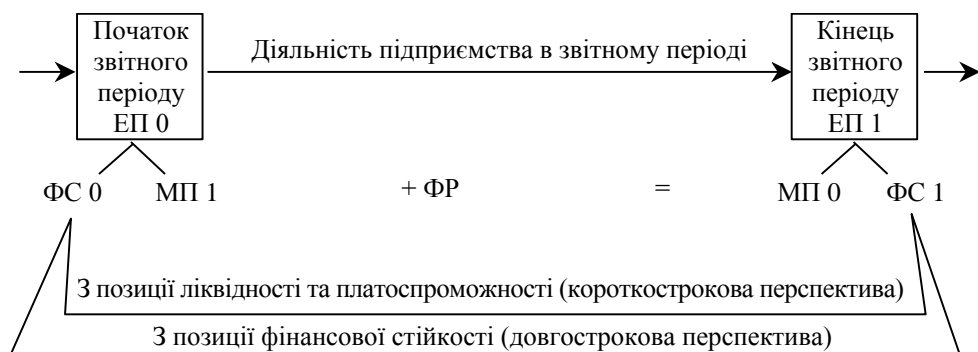 Початок
звітного
періоду
ЕП 0
Діяльність підприємства в звітному періоді
Кінець
звітного
періоду
ЕП 1
ФС 0 МП 1 + ФР = МП 0 ФС 1
З позиції ліквідності та платоспроможності (короткострокова перспектива)
З позиції фінансової стійкості (довгострокова перспектива)